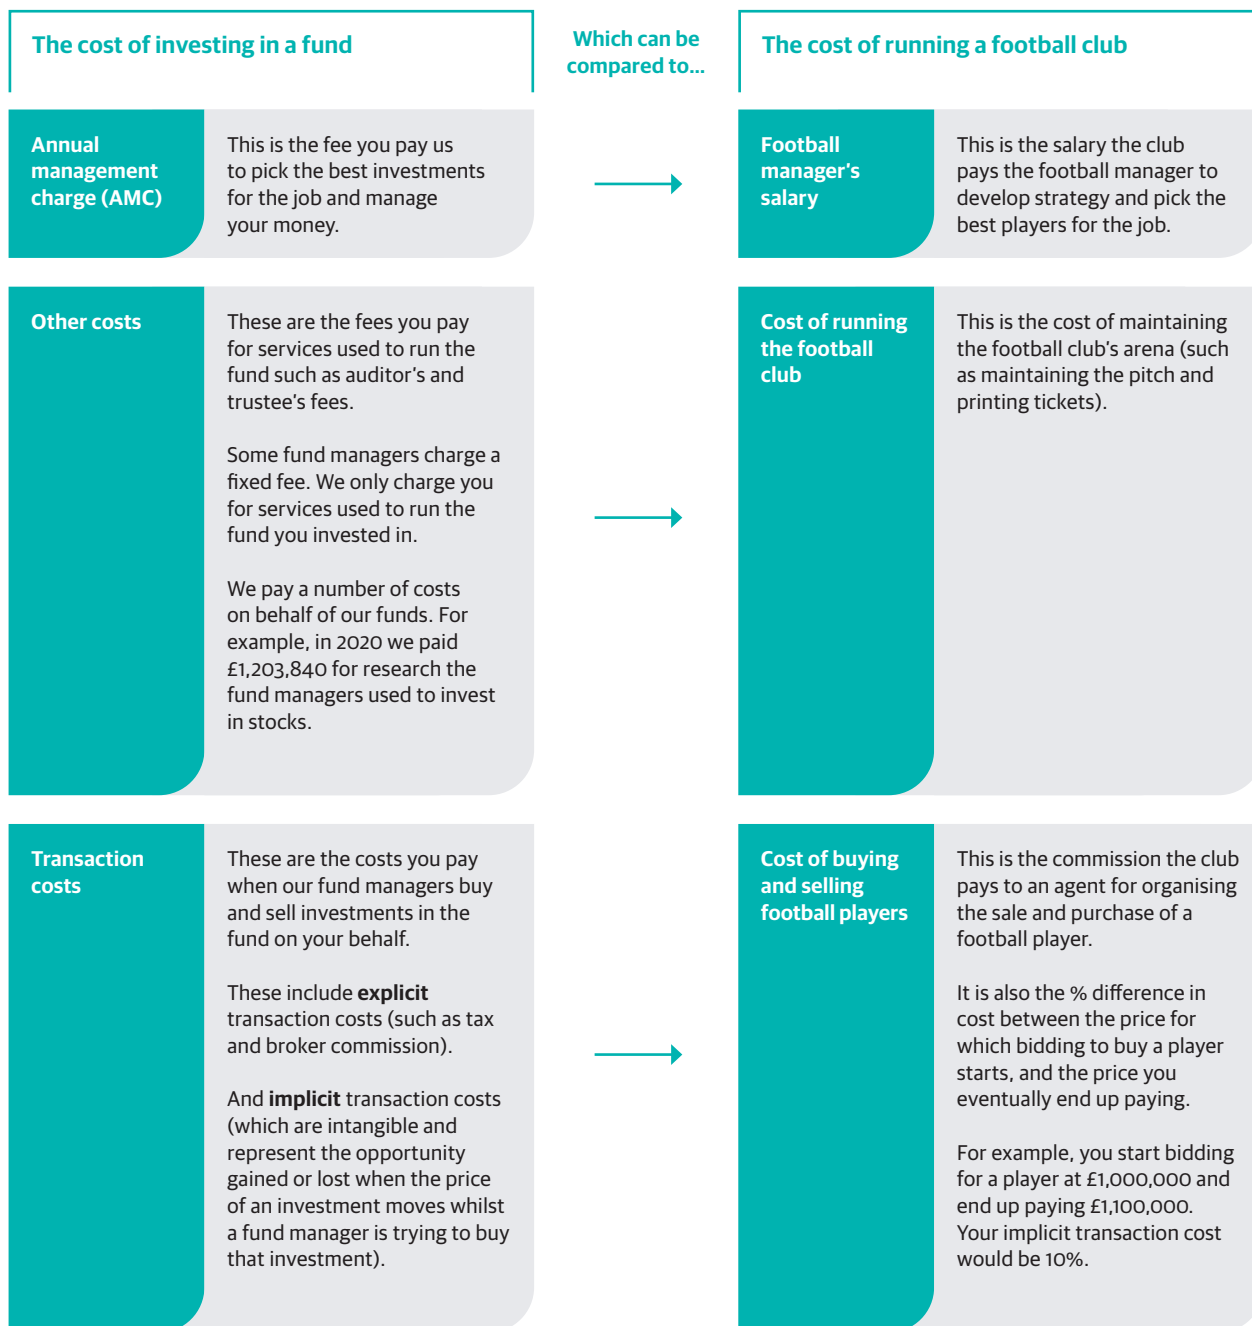 The cost of investing in a fund
Which can be
compared to...
The cost of running a football club
Annual
management
charge (AMC)
This is the fee you pay us
to pick the best investments
for the job and manage
your money.
Football
manager's
salary
This is the salary the club
pays the football manager to
develop strategy and pick the
best players for the job.
Other costs
These are the fees you pay
for services used to run the
fund such as auditor's and
trustee's fees.
Some fund managers charge a
fixed fee. We only charge you
for services used to run the
fund you invested in.
We pay a number of costs
on behalf of our funds. For
example, in 2020 we paid
£1,203,840 for research the
fund managers used to invest
in stocks.
Cost of running
the football
club
This is the cost of maintaining
the football club's arena (such
as maintaining the pitch and
printing tickets).
Transaction
costs
These are the costs you pay
when our fund managers buy
and sell investments in the
fund on your behalf.
These include explicit
transaction costs (such as tax
and broker commission).
And implicit transaction costs
(which are intangible and
represent the opportunity
gained or lost when the price
of an investment moves whilst
a fund manager is trying to buy
that investment).
Cost of buying
and selling
football players
This is the commission the club
pays to an agent for organising
the sale and purchase of a
football player.
It is also the % difference in
cost between the price for
which bidding to buy a player
starts, and the price you
eventually end up paying.
For example, you start bidding
for a player at £1,000,000 and
end up paying £1,100,000.
Your implicit transaction cost
would be 10%.